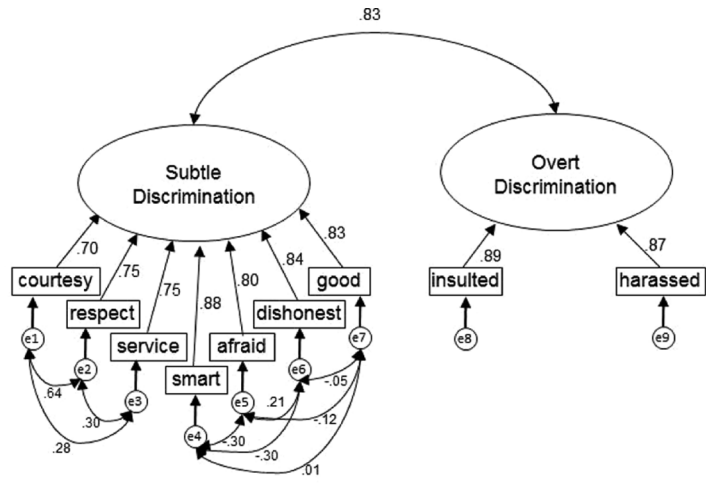 .83
Subtle
Discrimination
Overt
Discrimination
.70
.75
.75
.88
.80
.84
.83
.89
.87
courtesy
respect
service
smart
afraid
dishonest
good
insulted
harassed
e1
e2
e3
e4
e5
e6
e7
e8
e9
.64
.30
.28
-.30
-.30
.01
.21
-.12
-.05